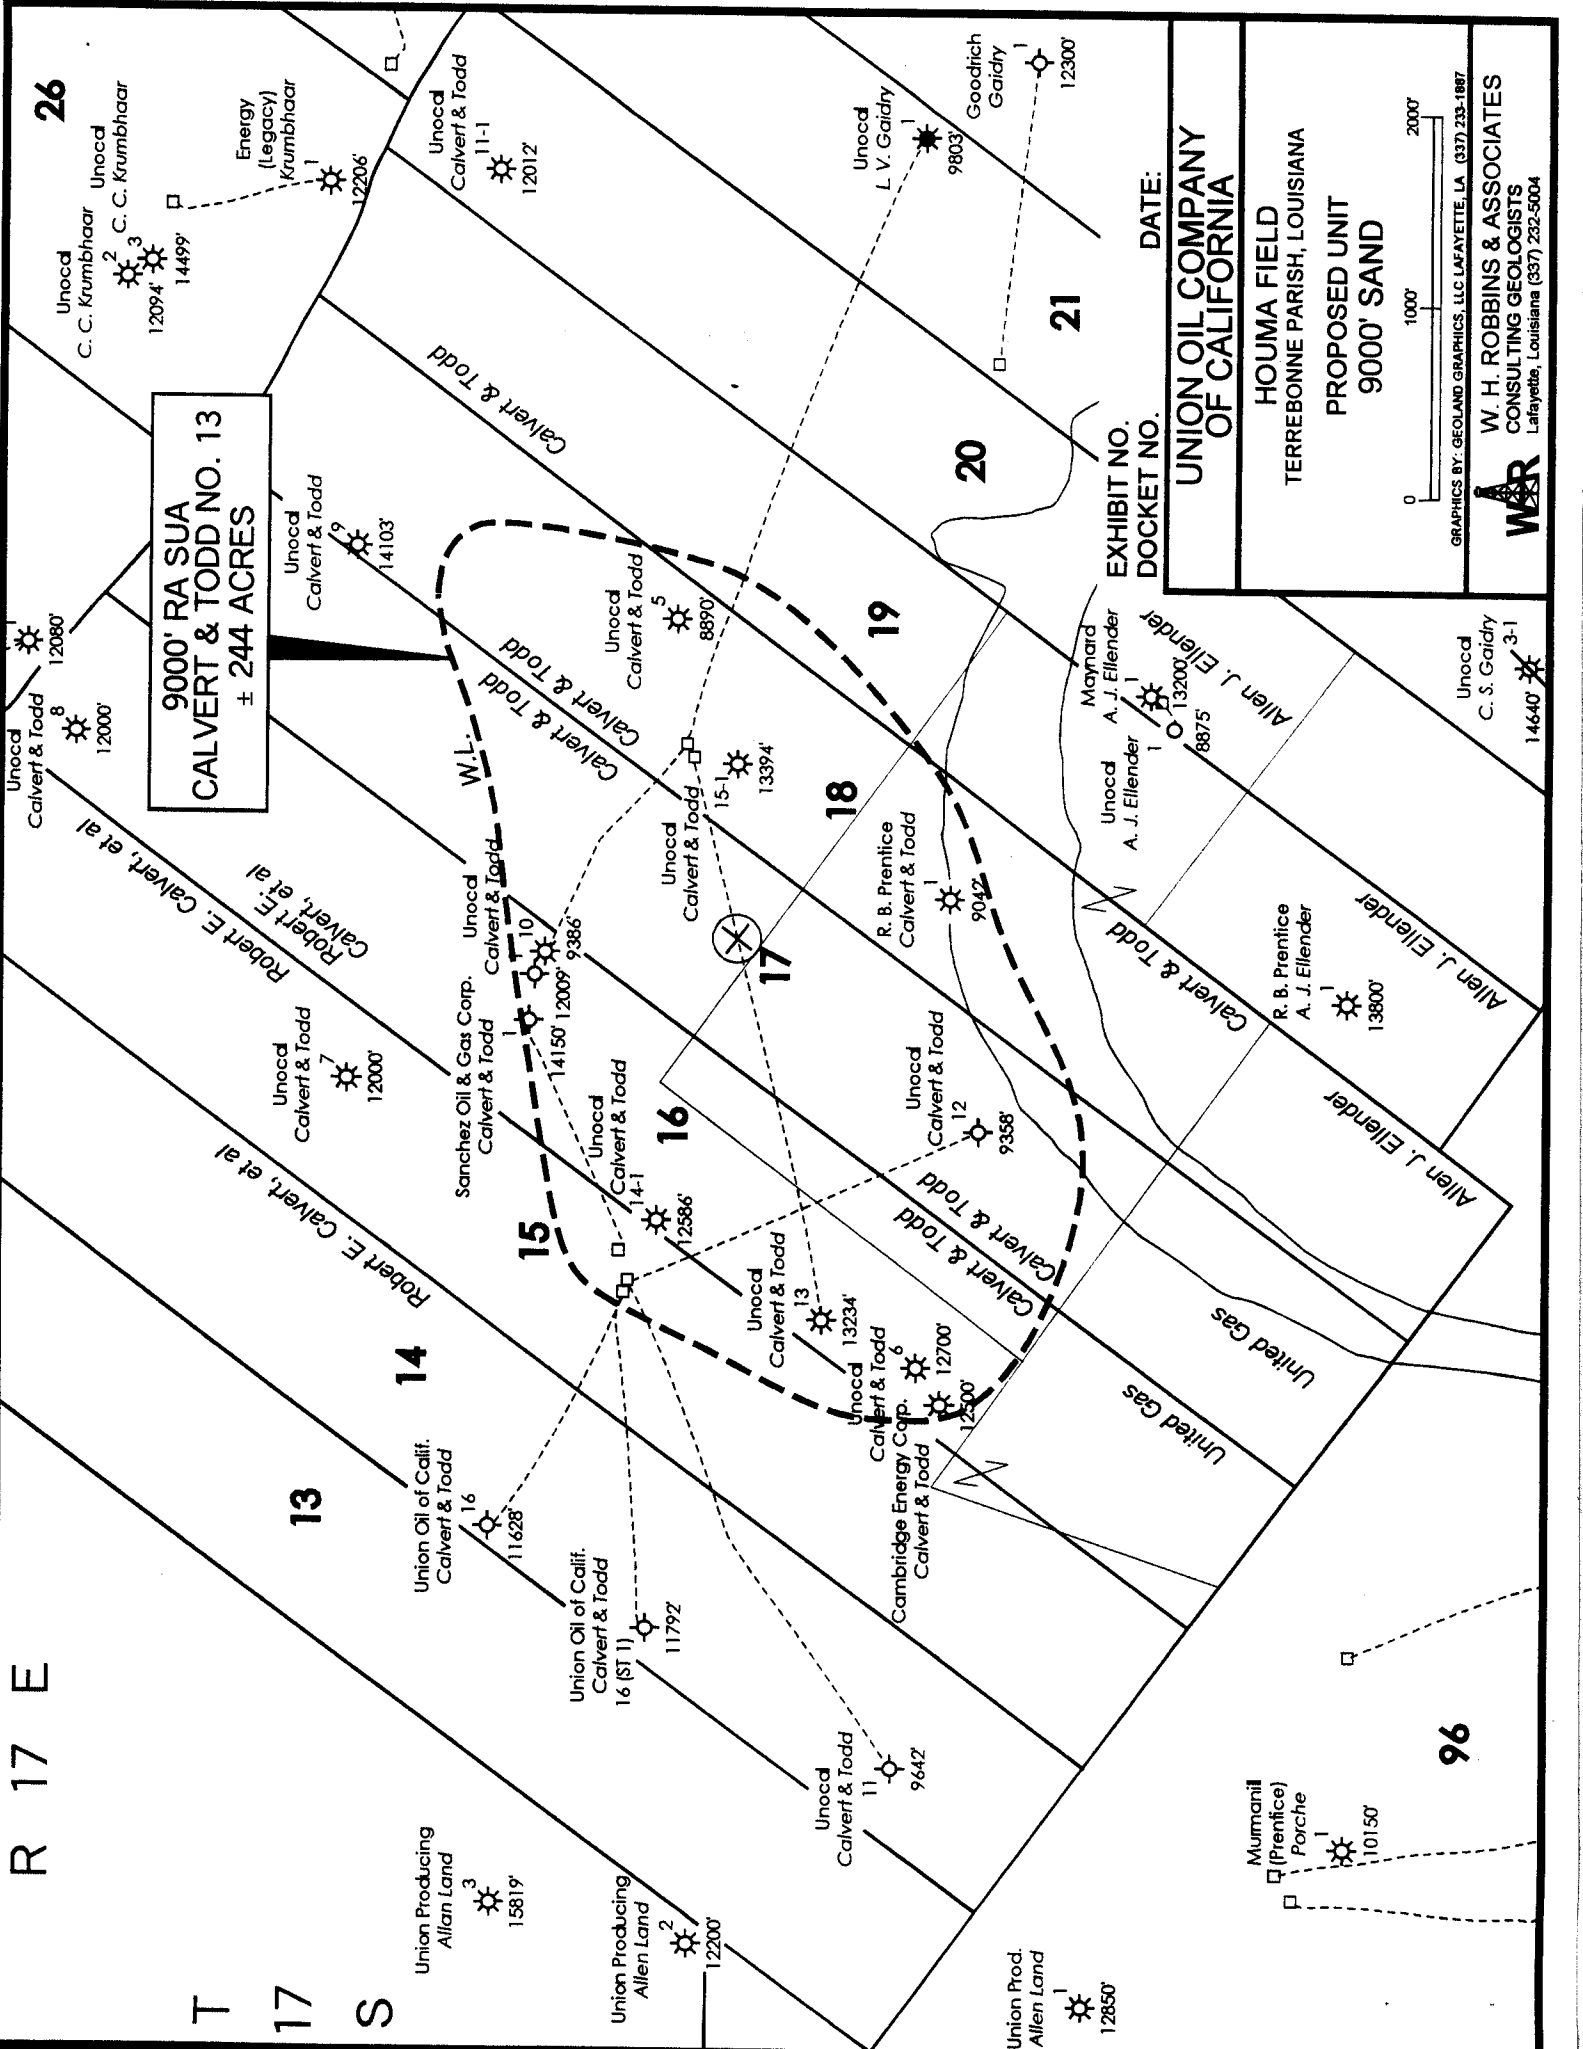 R 17 E
T
17
S
13
14
15
16
17
18
19
20
21
26
96
9000' RA SUA
CALVERT & TODD NO. 13
± 244 ACRES
W.L.
Union Producing
Allan Land
3
15819'
Union Producing
Allen Land
2
12200'
Union Prod.
Allen Land
1
12850'
Union Oil of Calif.
Calvert & Todd
16
11628'
Union Oil of Calif.
Calvert & Todd
16 (ST 1)
11792'
Unocal
Calvert & Todd
11
9642'
Murmanil
(Prentice)
Porche
1
10150'
Unocal
Calvert & Todd
7
12000'
Sanchez Oil & Gas Corp.
Calvert & Todd
1
14150'
12009'
Unocal
Calvert & Todd
10
9386'
Unocal
Calvert & Todd
14-1
12586'
Unocal
Calvert & Todd
13
13234'
Unocal
Calvert & Todd
6
12700'
Cambridge Energy Corp.
Calvert & Todd
12500'
Unocal
Calvert & Todd
12
9358'
R. B. Prentice
Calvert & Todd
1
9042'
Unocal
Calvert & Todd
15-1
13394'
Unocal
Calvert & Todd
5
8890'
Unocal
Calvert & Todd
9
14103'
Unocal
Calvert & Todd
8
12000'
12080'
Unocal
C. C. Krumbhaar
2
12094'
Unocal
C. C. Krumbhaar
3
14499'
Energy
(Legacy)
Krumbhaar
1
12206'
Unocal
Calvert & Todd
11-1
12012'
Unocal
L. V. Gaidry
1
9803'
Goodrich
Gaidry
1
12300'
Maynard
A. J. Ellender
1
13200'
Unocal
A. J. Ellender
1
8875'
R. B. Prentice
A. J. Ellender
1
13800'
Unocal
C. S. Gaidry
3-1
14640'
Robert E. Calvert, et al
Robert E. Calvert, et al
Robert E.
Calvert, et al
Robert E. Calvert, et al
Calvert & Todd
Calvert & Todd
Calvert & Todd
Calvert & Todd
Calvert & Todd
Calvert & Todd
Calvert & Todd
Calvert & Todd
United Gas
United Gas
Allen J. Ellender
Allen J. Ellender
Allen J. Ellender
Allen J. Ellender
EXHIBIT NO.
DOCKET NO.
DATE:
UNION OIL COMPANY
OF CALIFORNIA
HOUMA FIELD
TERREBONNE PARISH, LOUISIANA
PROPOSED UNIT
9000' SAND
0 1000' 2000'
GRAPHICS BY: GEOLAND GRAPHICS, LLC LAFAYETTE, LA (337) 233-1887
WHR
W. H. ROBBINS & ASSOCIATES
CONSULTING GEOLOGISTS
Lafayette, Louisiana (337) 232-5004